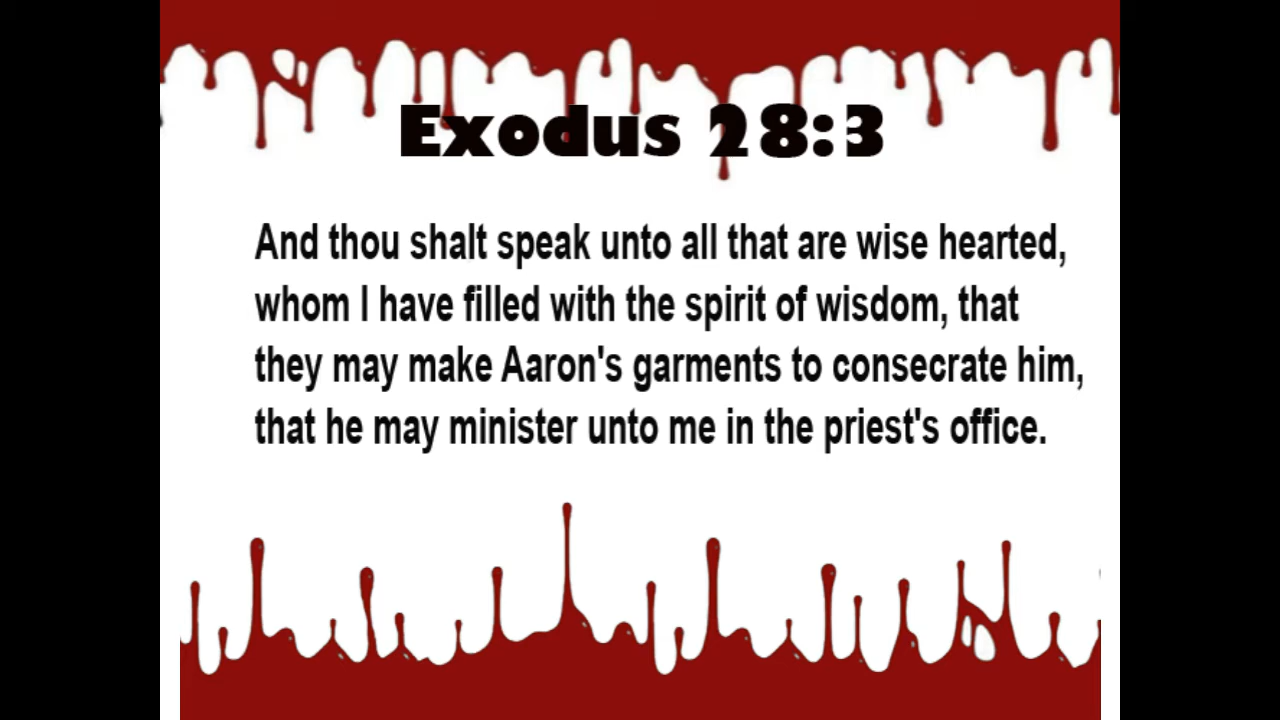 Exodus 28:3
And thou shalt speak unto all that are wise hearted,
whom I have filled with the spirit of wisdom, that
they may make Aaron's garments to consecrate him,
that he may minister unto me in the priest's office.